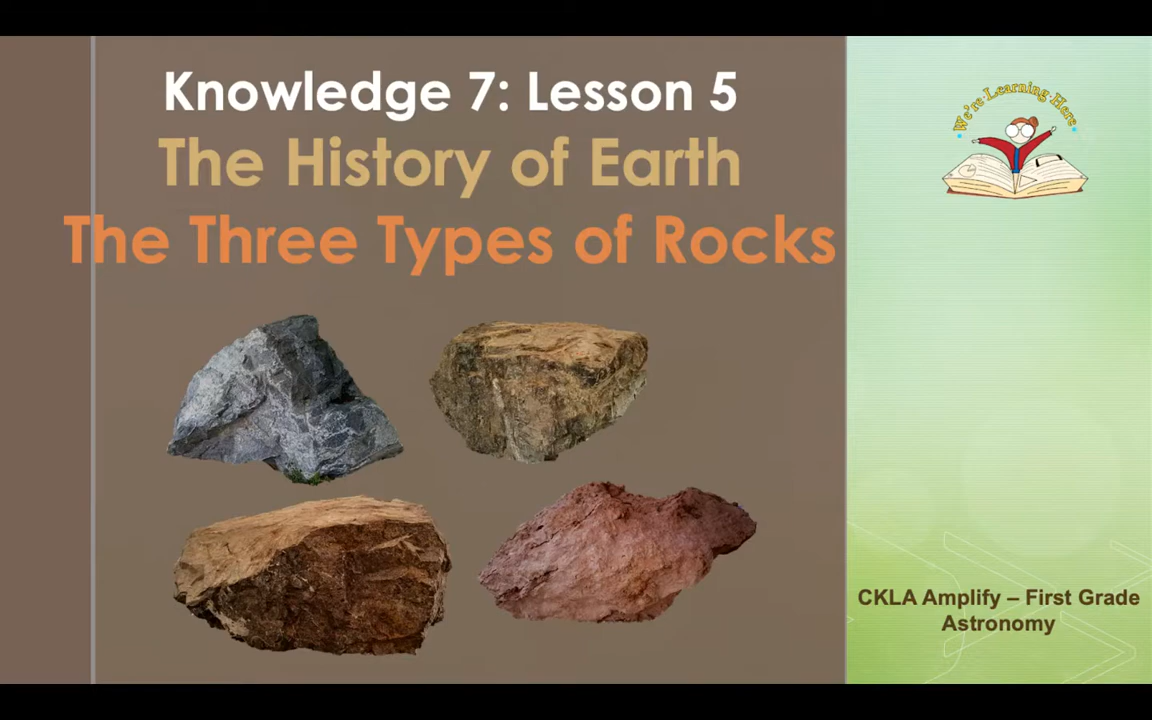 Knowledge 7: Lesson 5
The History of Earth
The Three Types of Rocks
We're Learning Here
CKLA Amplify – First Grade
Astronomy